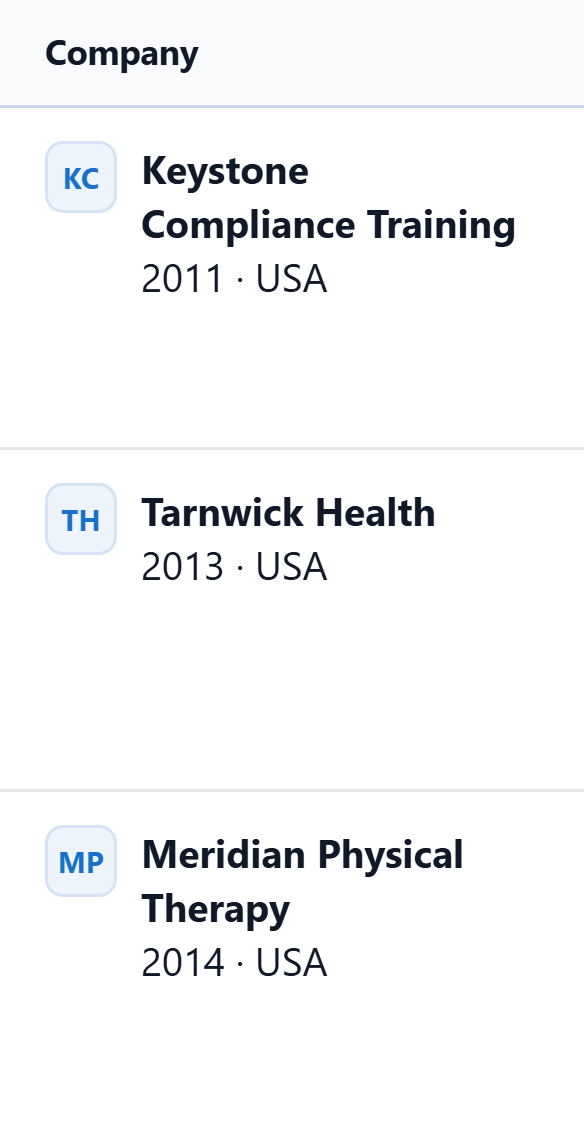 Company
KC
Keystone
Compliance Training
2011 · USA
TH
Tarnwick Health
2013 · USA
MP
Meridian Physical
Therapy
2014 · USA